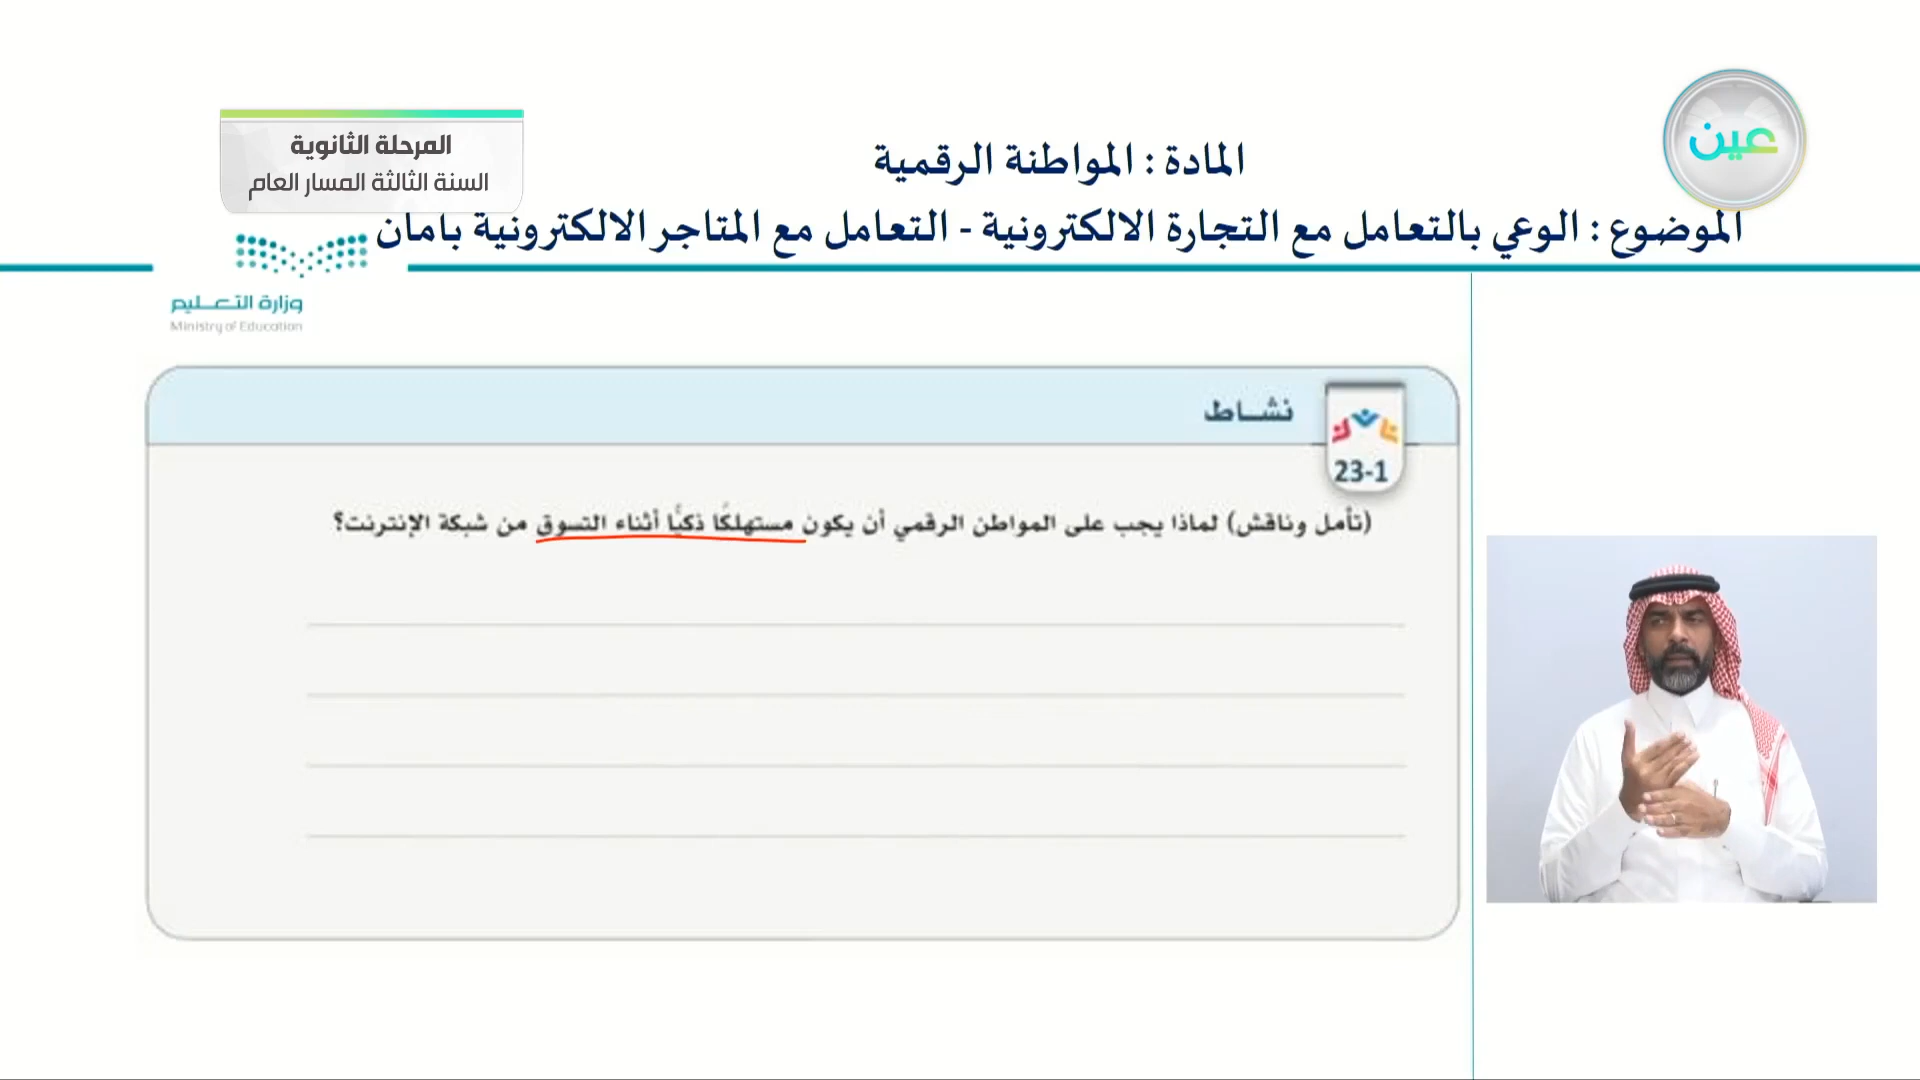 عين
المرحلة الثانوية
السنة الثالثة المسار العام
المادة : المواطنة الرقمية
الموضوع : الوعي بالتعامل مع التجارة الالكترونية - التعامل مع المتاجر الالكترونية بامان
وزارة التعليم
Ministry of Education
نشاط
23-1
(تأمل وناقش) لماذا يجب على المواطن الرقمي أن يكون مستهلكًا ذكيًّا أثناء التسوق من شبكة الإنترنت؟